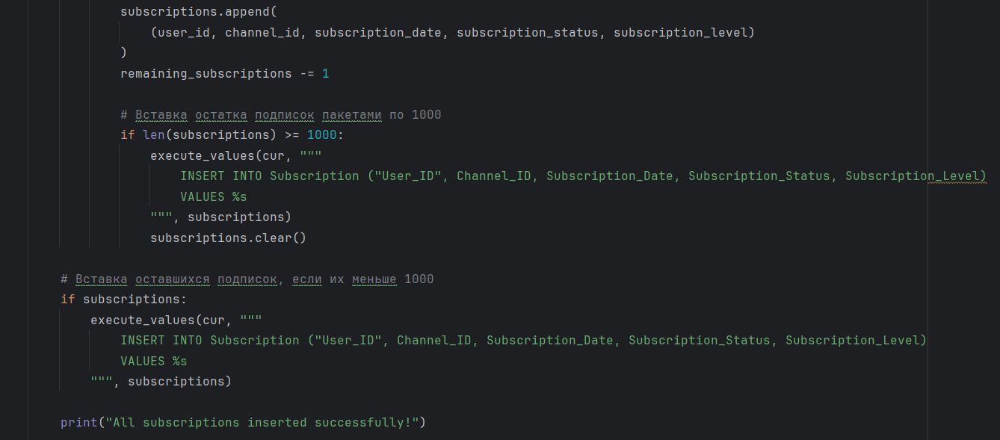 subscriptions.append(
(user_id, channel_id, subscription_date, subscription_status, subscription_level)
)
remaining_subscriptions -= 1
# Вставка остатка подписок пакетами по 1000
if len(subscriptions) >= 1000:
execute_values(cur, """
INSERT INTO Subscription ("User_ID", Channel_ID, Subscription_Date, Subscription_Status, Subscription_Level)
VALUES %s
""", subscriptions)
subscriptions.clear()
# Вставка оставшихся подписок, если их меньше 1000
if subscriptions:
execute_values(cur, """
INSERT INTO Subscription ("User_ID", Channel_ID, Subscription_Date, Subscription_Status, Subscription_Level)
VALUES %s
""", subscriptions)
print("All subscriptions inserted successfully!")